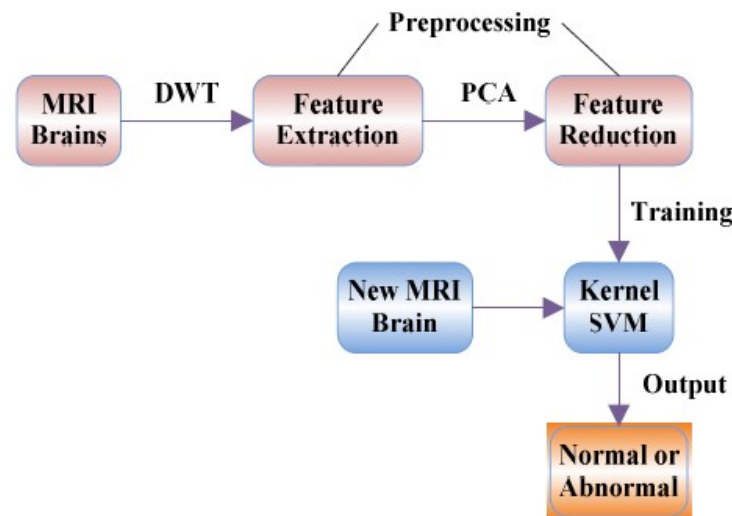 Preprocessing
MRI
Brains
DWT
Feature
Extraction
PCA
Feature
Reduction
Training
New MRI
Brain
Kernel
SVM
Output
Normal or
Abnormal